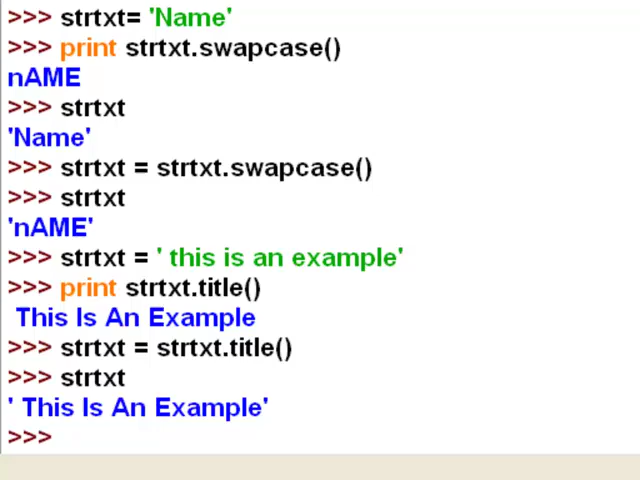 >>> strtxt= 'Name'
>>> print strtxt.swapcase()
nAME
>>> strtxt
'Name'
>>> strtxt = strtxt.swapcase()
>>> strtxt
'nAME'
>>> strtxt = ' this is an example'
>>> print strtxt.title()
 This Is An Example
>>> strtxt = strtxt.title()
>>> strtxt
' This Is An Example'
>>>